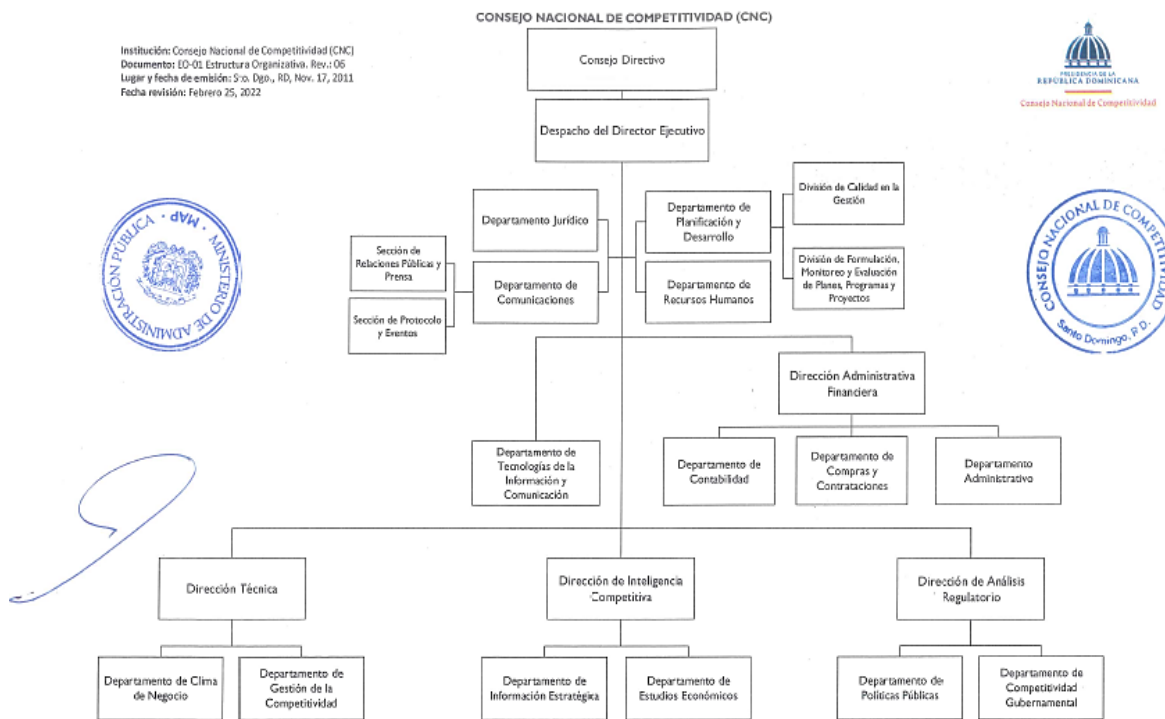 CONSEJO NACIONAL DE COMPETITIVIDAD (CNC)
Institución: Consejo Nacional de Competitividad (CNC)
Documento: EO-01 Estructura Organizativa. Rev.: 06
Lugar y fecha de emisión: Sto. Dgo., RD, Nov. 17, 2011
Fecha revisión: Febrero 25, 2022
PRESIDENCIA DE LA
REPÚBLICA DOMINICANA
Consejo Nacional de Competitividad
Consejo Directivo
Despacho del Director Ejecutivo
Departamento Jurídico
Departamento de
Planificación y
Desarrollo
División de Calidad en la
Gestión
División de Formulación,
Monitoreo y Evaluación
de Planes, Programas y
Proyectos
Sección de
Relaciones Públicas y
Prensa
Sección de Protocolo
y Eventos
Departamento de
Comunicaciones
Departamento de
Recursos Humanos
MINISTERIO DE ADMINISTRACIÓN PÚBLICA · MAP ·
CONSEJO NACIONAL DE COMPETITIVIDAD
Santo Domingo, R.D.
Dirección Administrativa
Financiera
Departamento de
Tecnologías de la
Información y
Comunicación
Departamento de
Contabilidad
Departamento de
Compras y
Contrataciones
Departamento
Administrativo
Dirección Técnica
Dirección de Inteligencia
Competitiva
Dirección de Análisis
Regulatorio
Departamento de Clima
de Negocio
Departamento de
Gestión de la
Competitividad
Departamento de
Información Estratégica
Departamento de
Estudios Económicos
Departamento de
Políticas Públicas
Departamento de
Competitividad
Gubernamental